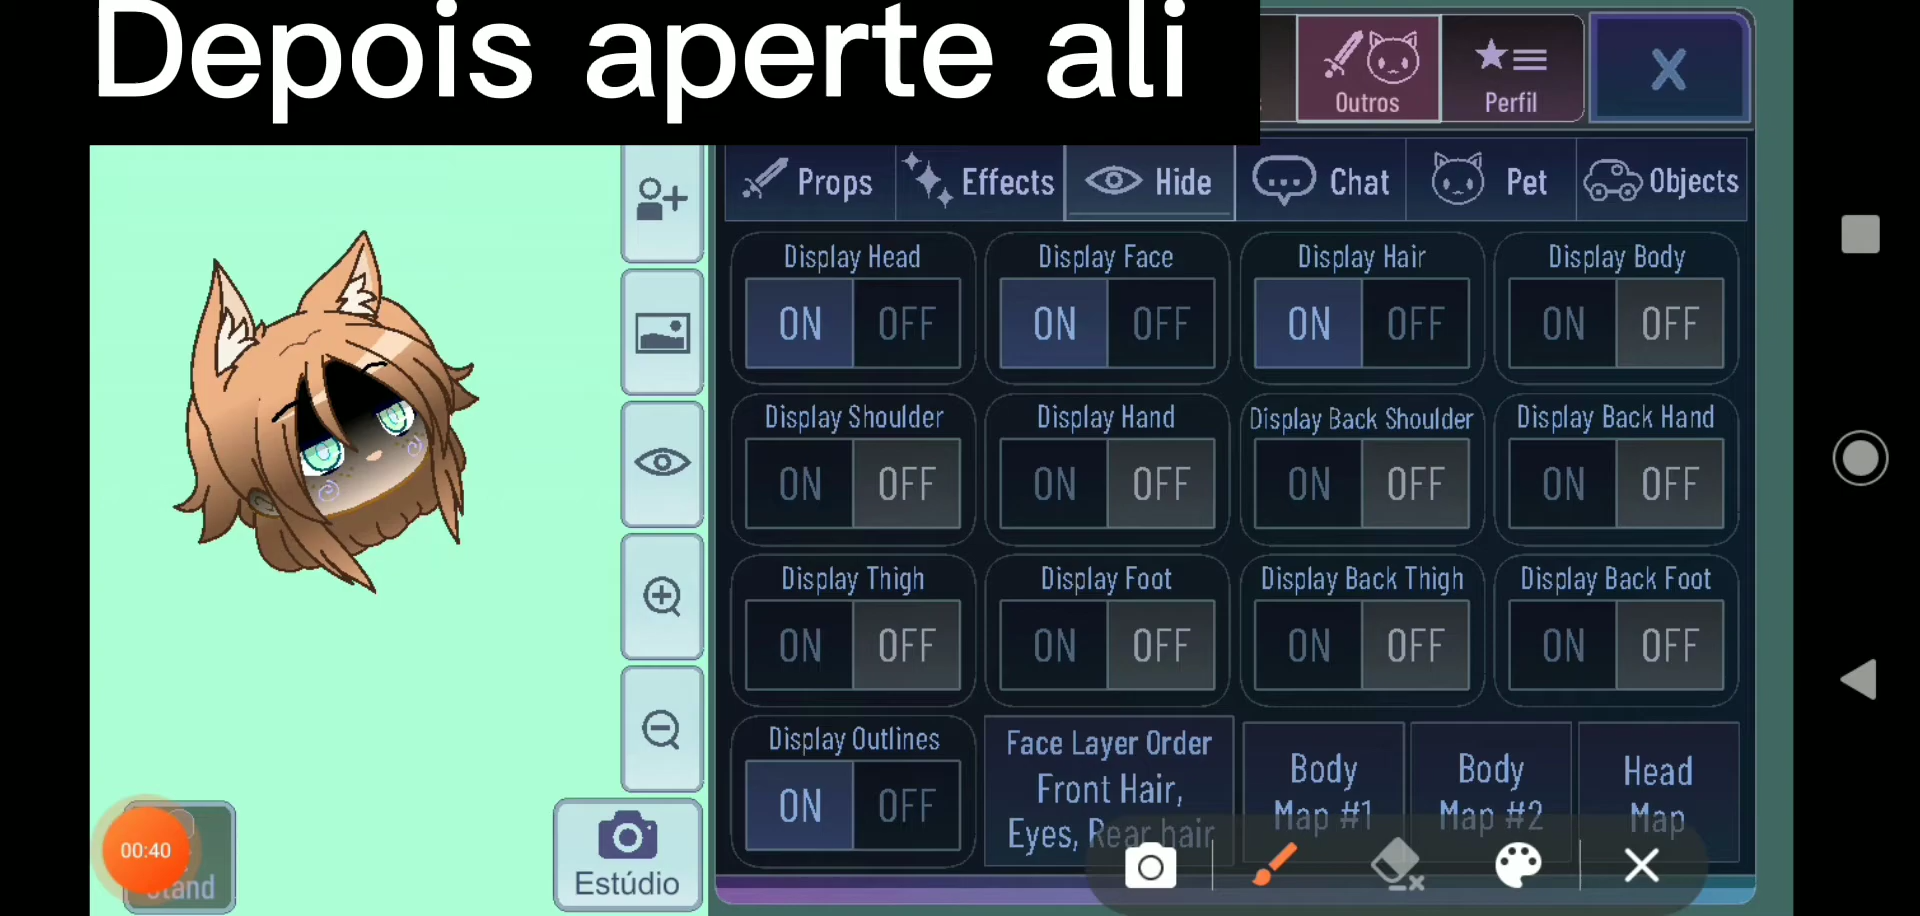 Depois aperte ali
Outros
Perfil
X
Props
Effects
Hide
Chat
Pet
Objects
Display Head
Display Face
Display Hair
Display Body
ON OFF
ON OFF
ON OFF
ON OFF
Display Shoulder
Display Hand
Display Back Shoulder
Display Back Hand
ON OFF
ON OFF
ON OFF
ON OFF
Display Thigh
Display Foot
Display Back Thigh
Display Back Foot
ON OFF
ON OFF
ON OFF
ON OFF
Display Outlines
ON OFF
Face Layer Order
Front Hair,
Eyes, Rear hair
Body
Map #1
Body
Map #2
Head
Map
00:40
Stand
Estúdio